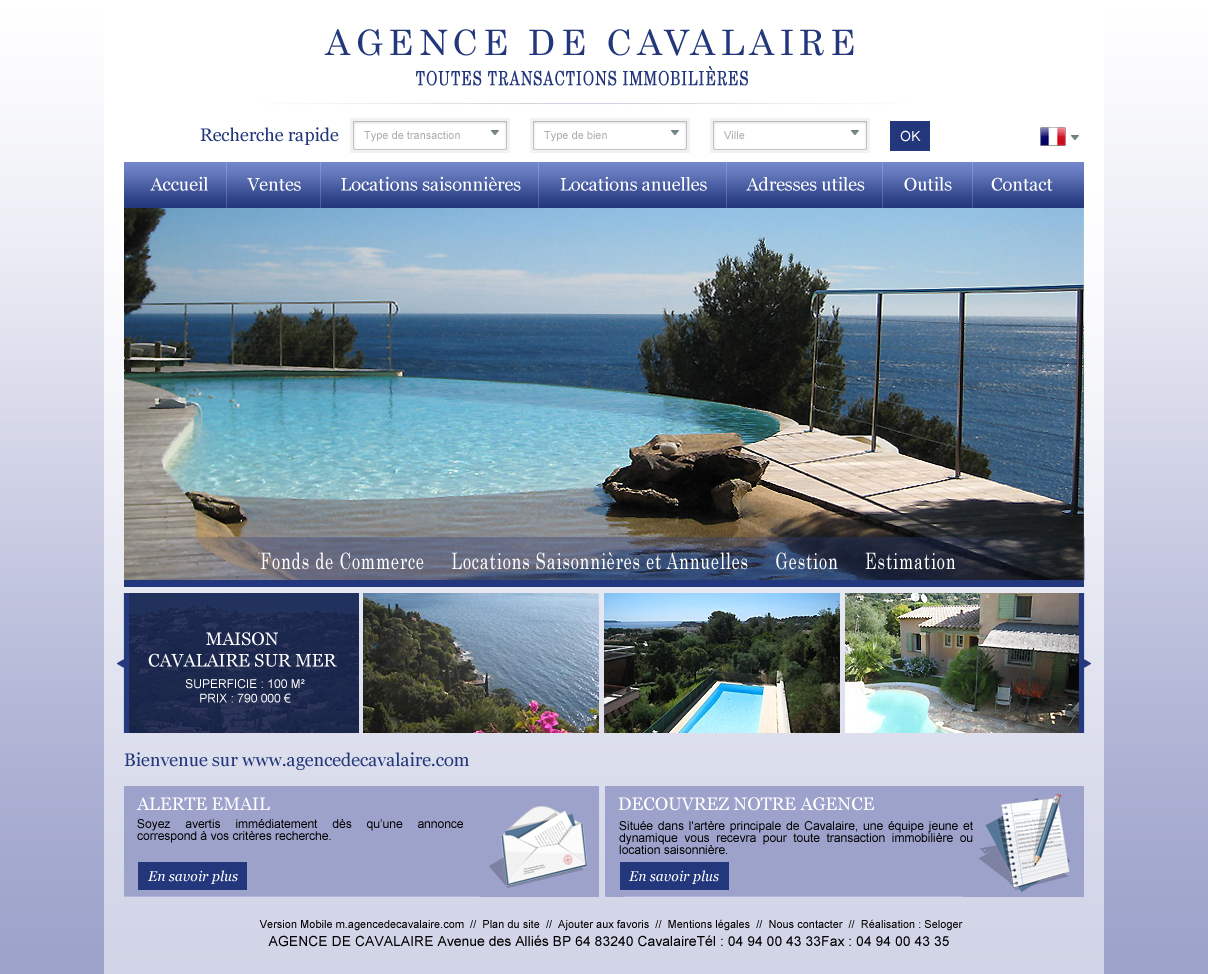 AGENCE DE CAVALAIRE
TOUTES TRANSACTIONS IMMOBILIÈRES
Recherche rapide Type de transaction Type de bien Ville OK
Accueil Ventes Locations saisonnières Locations anuelles Adresses utiles Outils Contact
Fonds de Commerce Locations Saisonnières et Annuelles Gestion Estimation
MAISON
CAVALAIRE SUR MER
SUPERFICIE : 100 M²
PRIX : 790 000 €
Bienvenue sur www.agencedecavalaire.com
ALERTE EMAIL
Soyez avertis immédiatement dès qu'une annonce
correspond à vos critères recherche.
En savoir plus
DECOUVREZ NOTRE AGENCE
Située dans l'artère principale de Cavalaire, une équipe jeune et
dynamique vous recevra pour toute transaction immobilière ou
location saisonnière.
En savoir plus
Version Mobile m.agencedecavalaire.com // Plan du site // Ajouter aux favoris // Mentions légales // Nous contacter // Réalisation : Seloger
AGENCE DE CAVALAIRE Avenue des Alliés BP 64 83240 CavalaireTél : 04 94 00 43 33Fax : 04 94 00 43 35